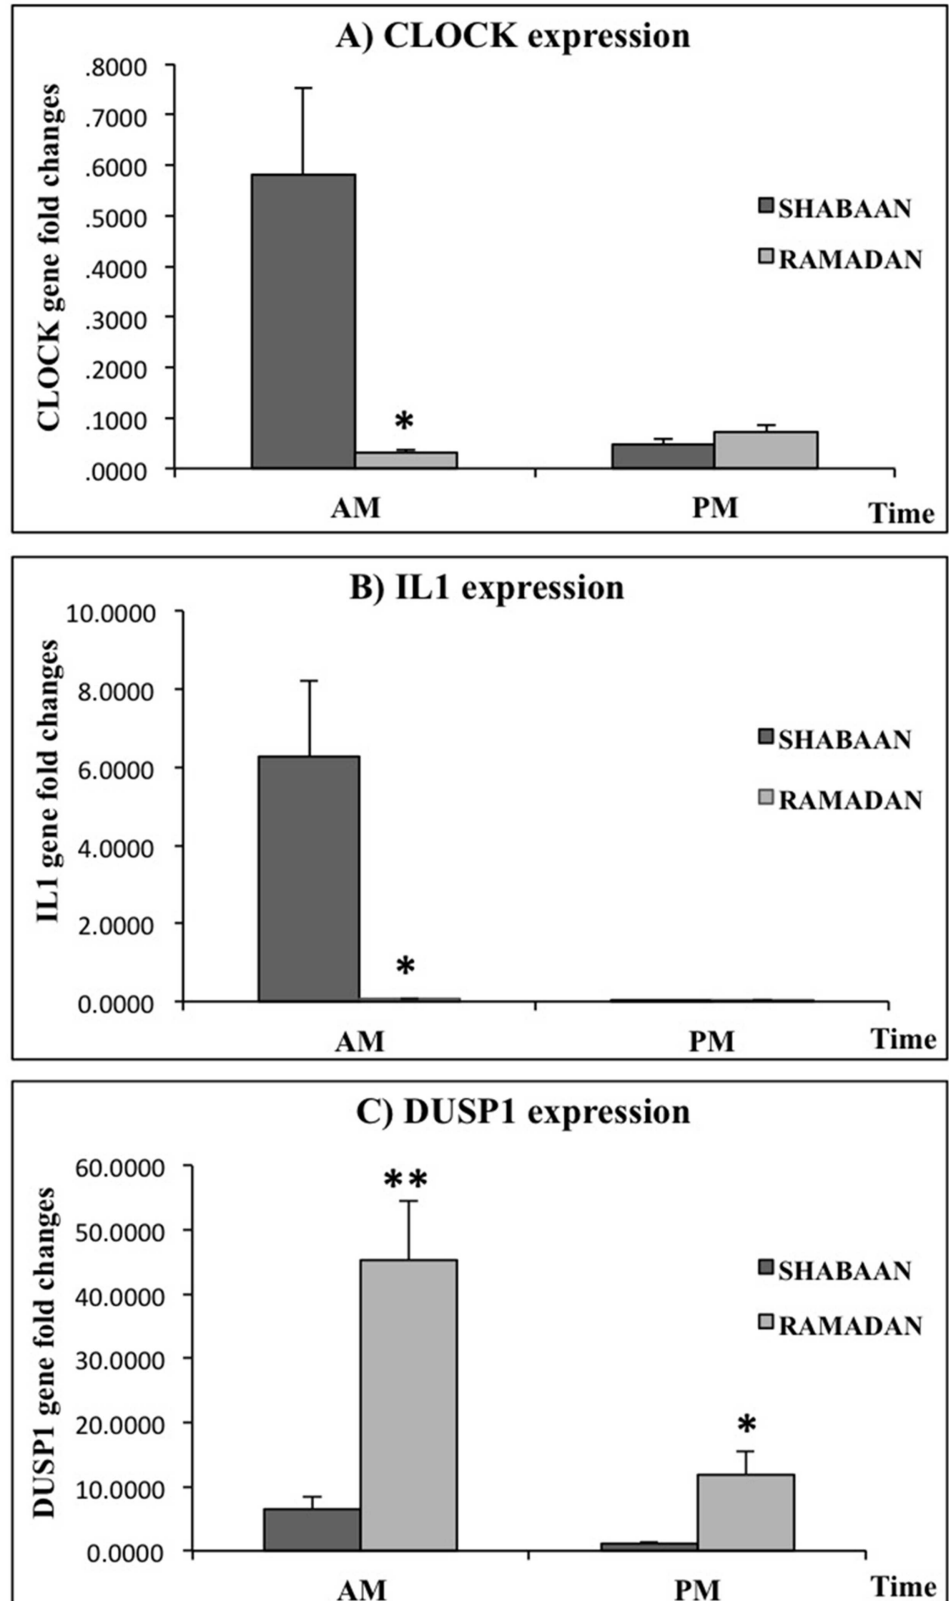 A) CLOCK expression
CLOCK gene fold changes
.8000
.7000
.6000
.5000
.4000
.3000
.2000
.1000
.0000
*
SHABAAN
RAMADAN
AM PM Time
B) IL1 expression
IL1 gene fold changes
10.0000
8.0000
6.0000
4.0000
2.0000
0.0000
*
SHABAAN
RAMADAN
AM PM Time
C) DUSP1 expression
DUSP1 gene fold changes
60.0000
50.0000
40.0000
30.0000
20.0000
10.0000
0.0000
**
*
SHABAAN
RAMADAN
AM PM Time